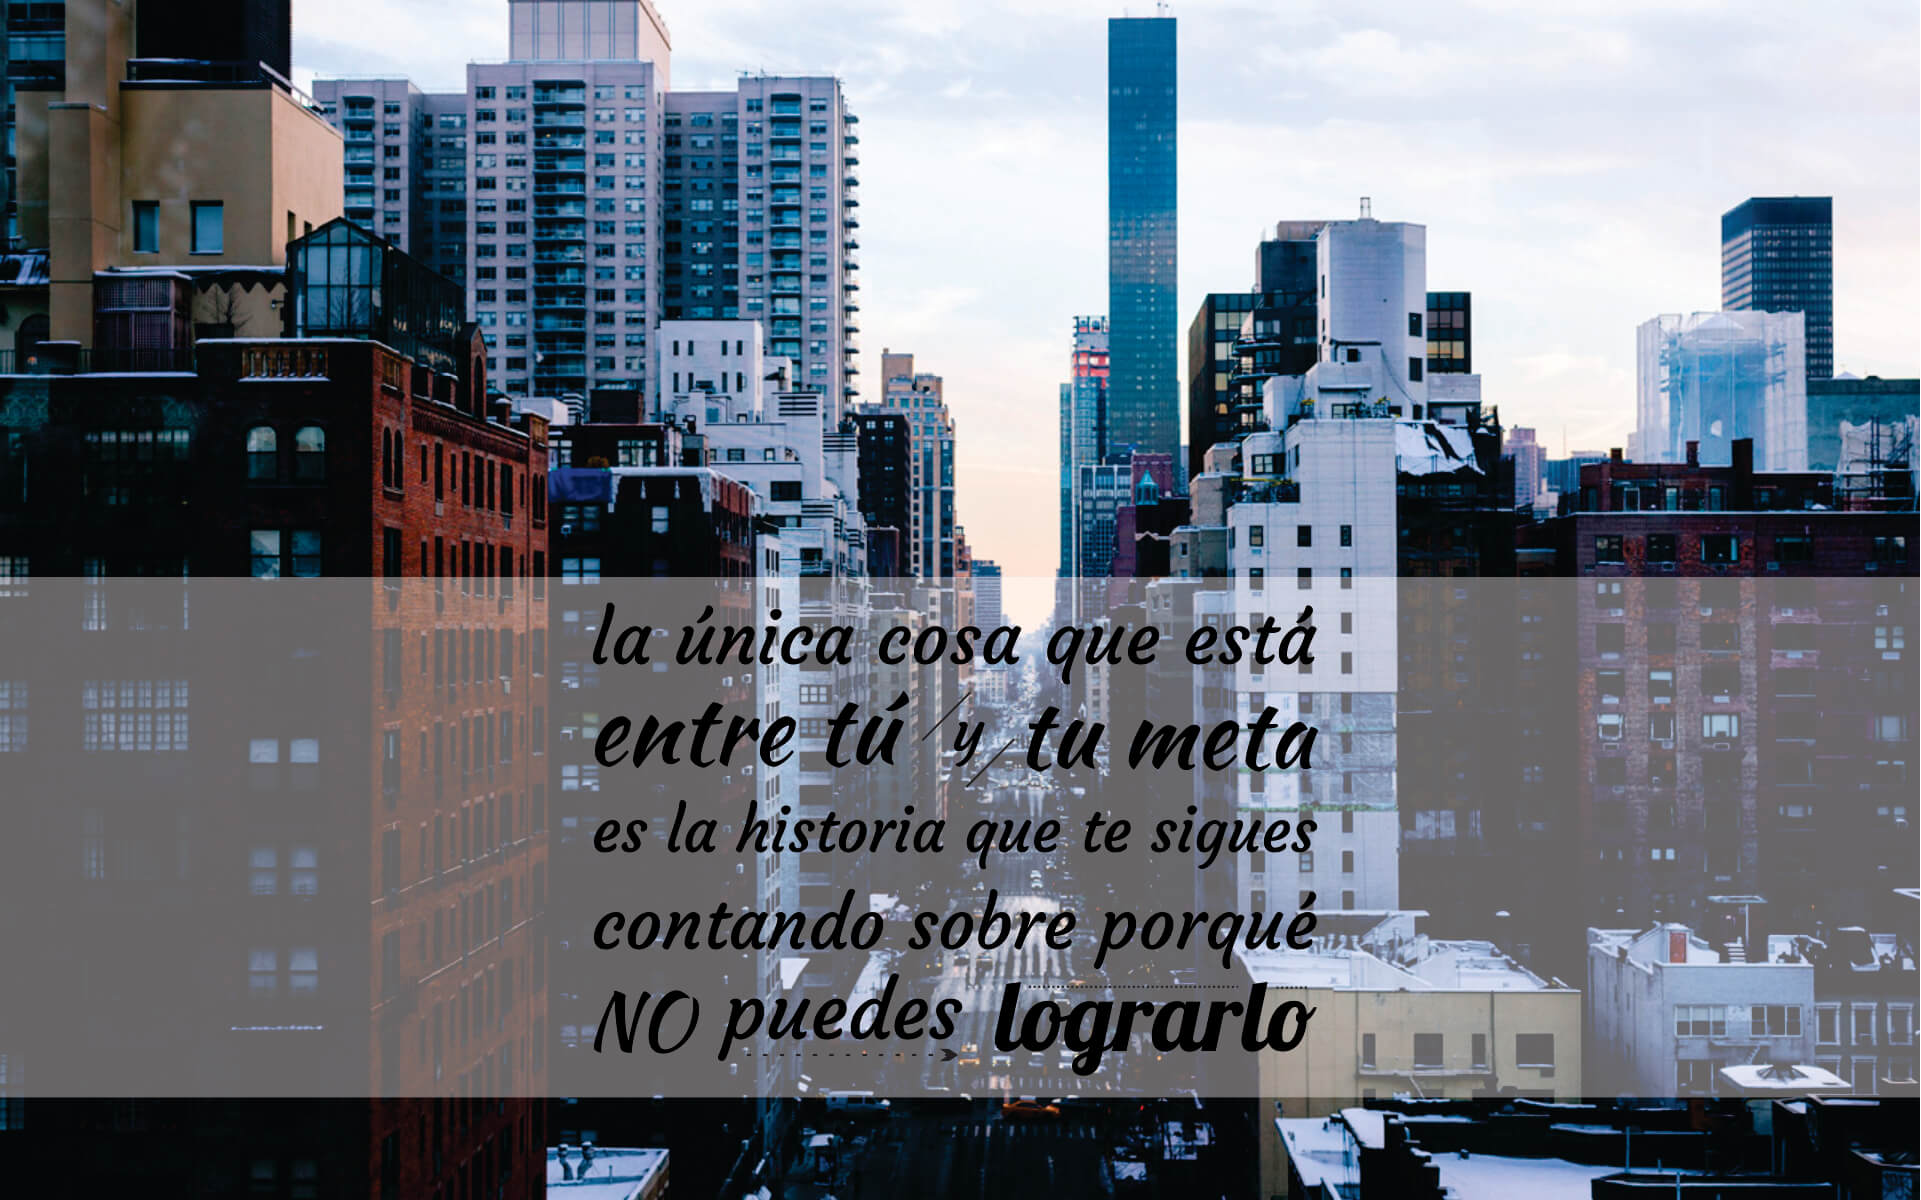 la única cosa que está
entre tú y tu meta
es la historia que te sigues
contando sobre porqué
NO puedes lograrlo